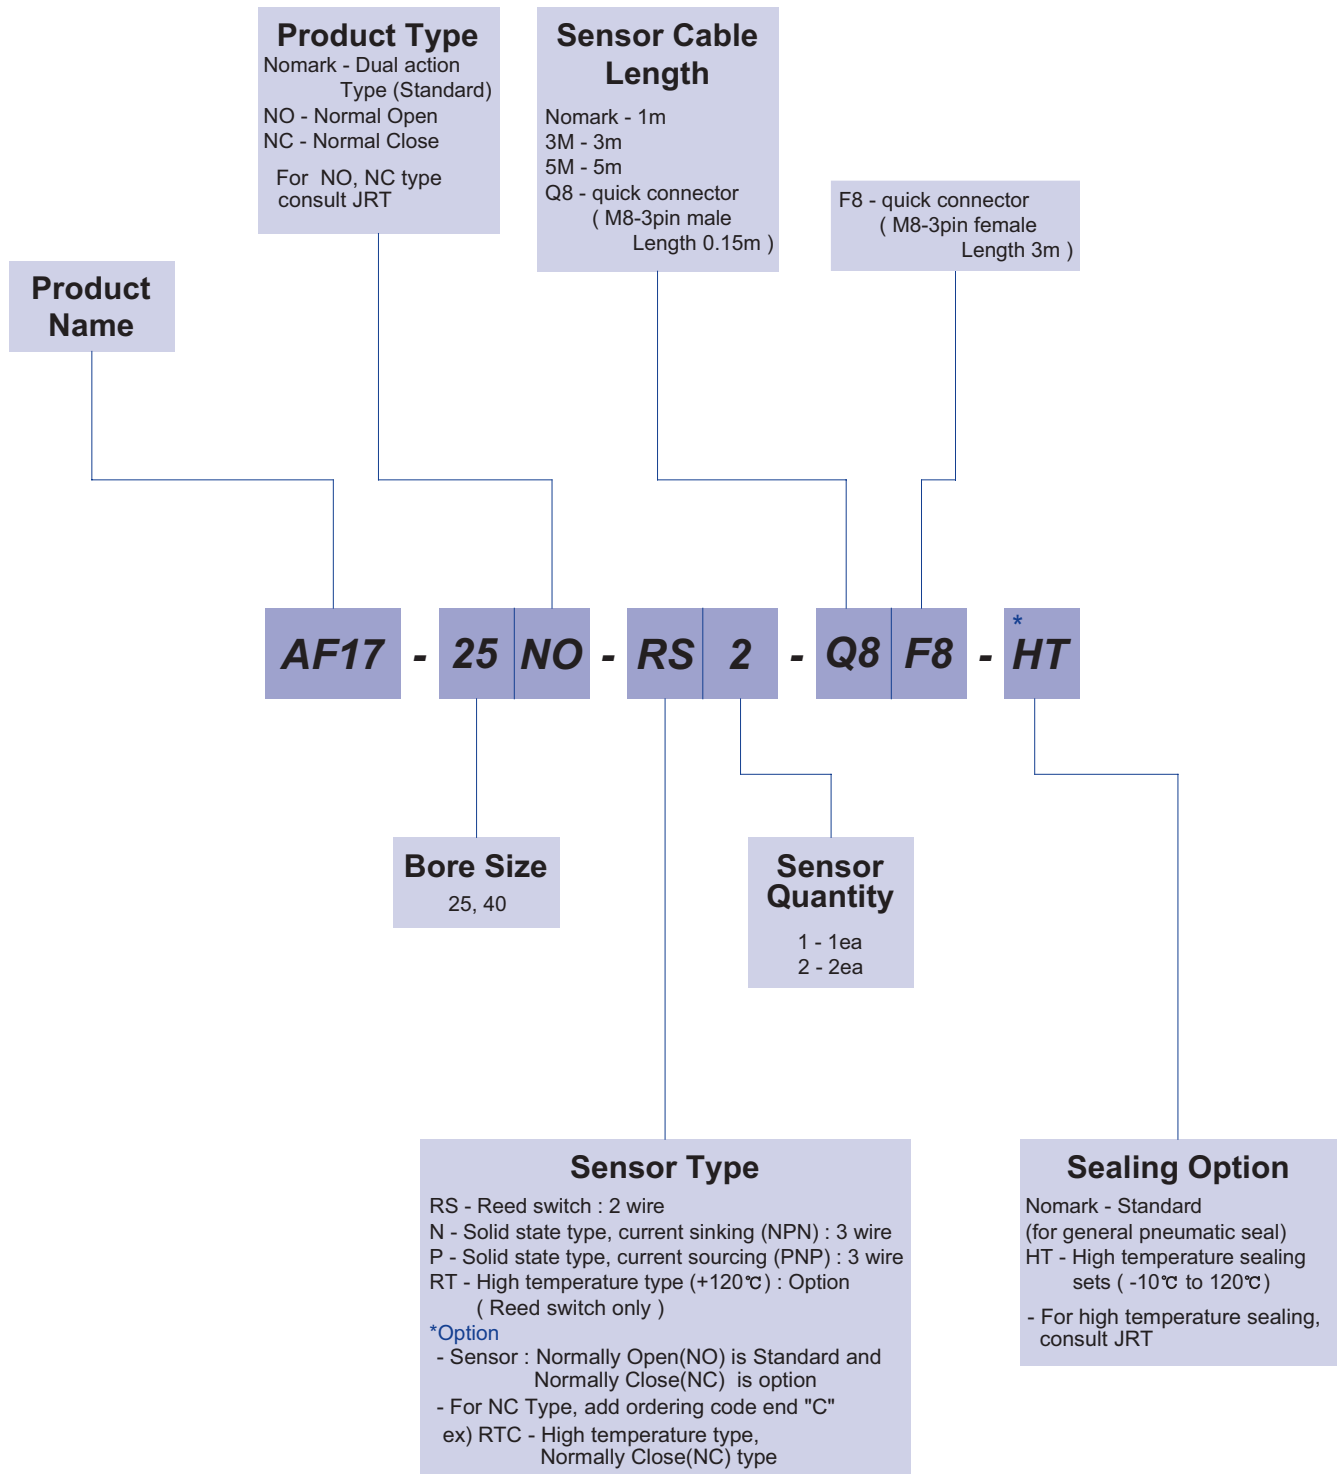 Product Type
Nomark - Dual action
Type (Standard)
NO - Normal Open
NC - Normal Close
For NO, NC type
consult JRT
Sensor Cable
Length
Nomark - 1m
3M - 3m
5M - 5m
Q8 - quick connector
( M8-3pin male
Length 0.15m )
F8 - quick connector
( M8-3pin female
Length 3m )
Product
Name
AF17 - 25 NO - RS 2 - Q8 F8 - *HT
Bore Size
25, 40
Sensor
Quantity
1 - 1ea
2 - 2ea
Sensor Type
RS - Reed switch : 2 wire
N - Solid state type, current sinking (NPN) : 3 wire
P - Solid state type, current sourcing (PNP) : 3 wire
RT - High temperature type (+120℃) : Option
( Reed switch only )
*Option
- Sensor : Normally Open(NO) is Standard and
Normally Close(NC) is option
- For NC Type, add ordering code end "C"
ex) RTC - High temperature type,
Normally Close(NC) type
Sealing Option
Nomark - Standard
(for general pneumatic seal)
HT - High temperature sealing
sets ( -10℃ to 120℃)
- For high temperature sealing,
consult JRT